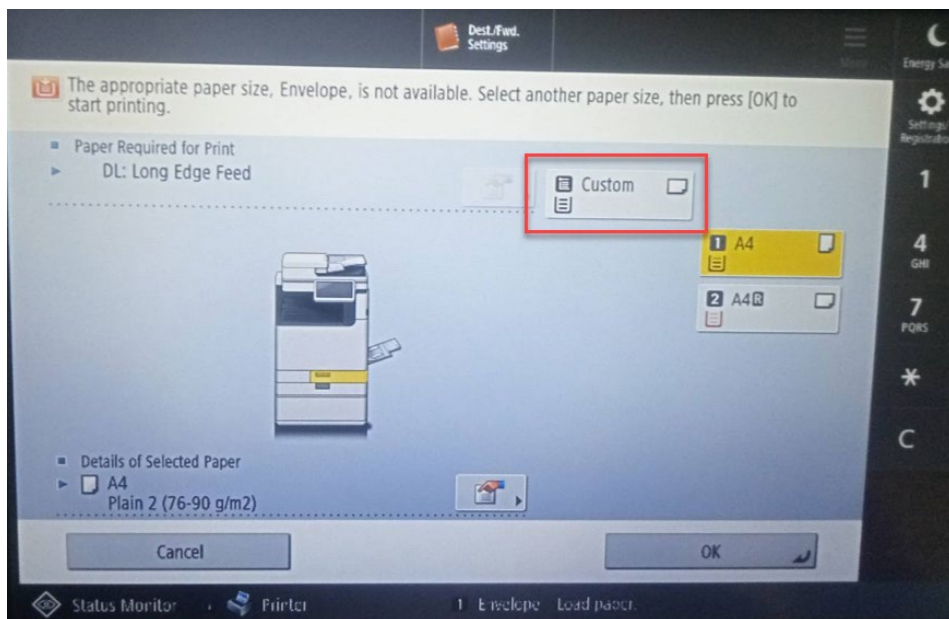 Dest./Fwd.
Settings
Energy Sa
The appropriate paper size, Envelope, is not available. Select another paper size, then press [OK] to
start printing.
Settings/
Registratio
Paper Required for Print
DL: Long Edge Feed
Custom
1 A4
2 A4R
1
4
GHI
7
PQRS
*
C
Details of Selected Paper
A4
Plain 2 (76-90 g/m2)
Cancel
OK
Status Monitor
Printer
1 Envelope Load paper.